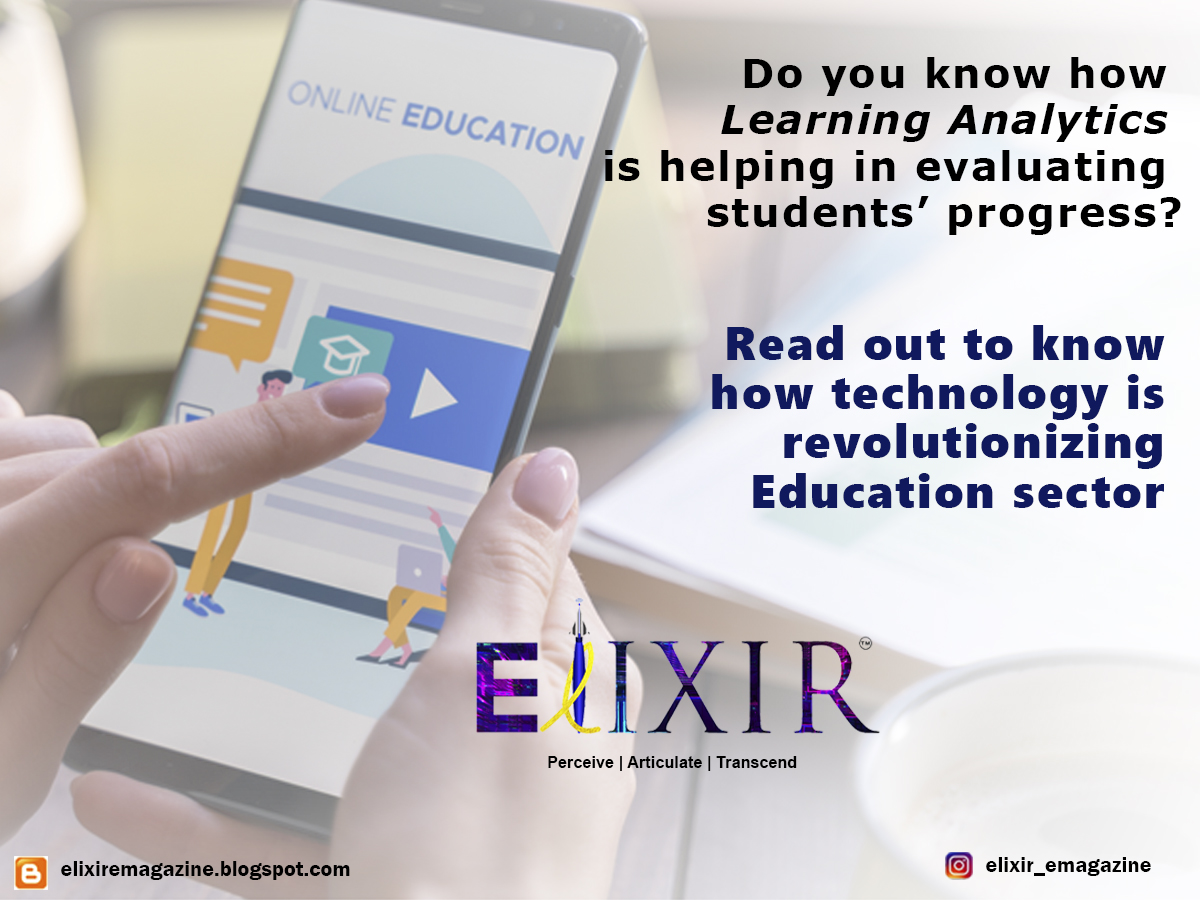 ONLINE EDUCATION
Do you know how
Learning Analytics
is helping in evaluating
students’ progress?
Read out to know
how technology is
revolutionizing
Education sector
ElIXIR™
Perceive | Articulate | Transcend
elixiremagazine.blogspot.com
elixir_emagazine